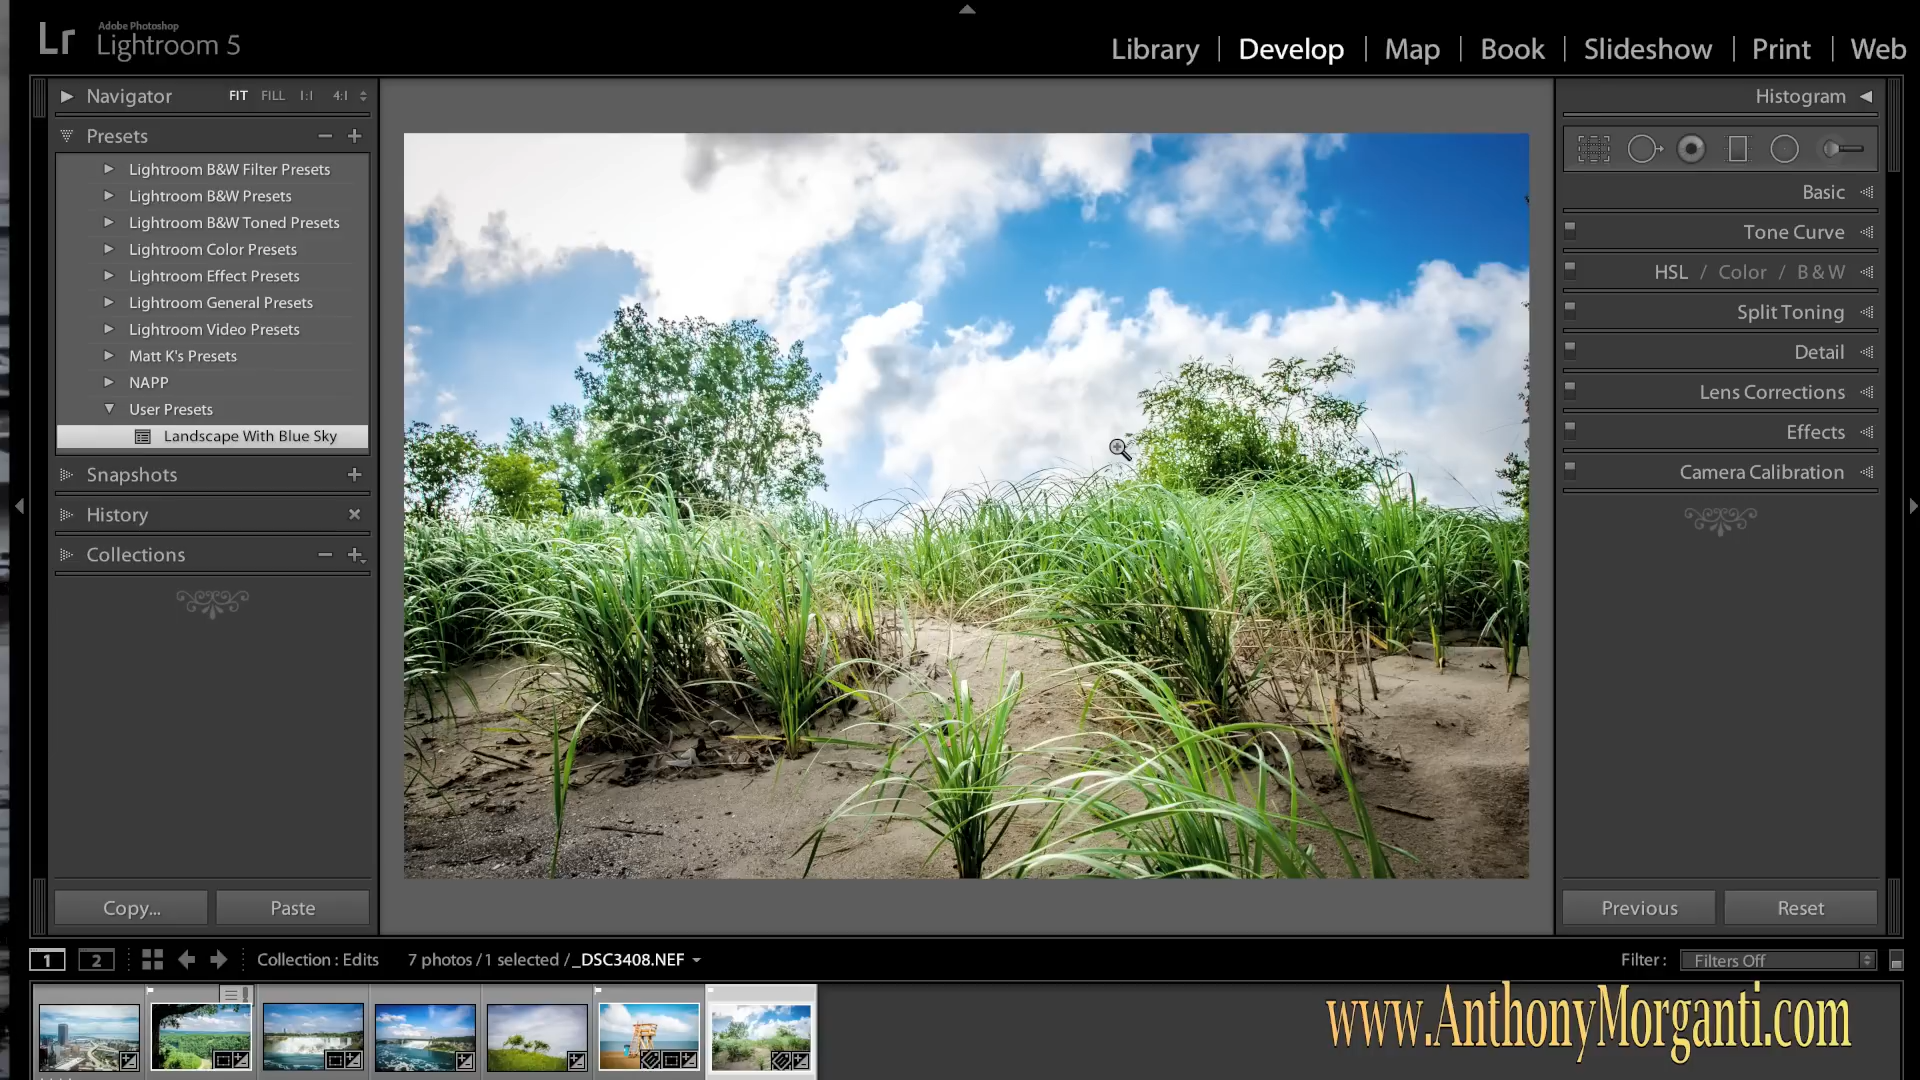 Lr Adobe Photoshop
Lightroom 5
Library | Develop | Map | Book | Slideshow | Print | Web
Navigator FIT FILL 1:1 4:1
Presets
Lightroom B&W Filter Presets
Lightroom B&W Presets
Lightroom B&W Toned Presets
Lightroom Color Presets
Lightroom Effect Presets
Lightroom General Presets
Lightroom Video Presets
Matt K's Presets
NAPP
User Presets
Landscape With Blue Sky
Snapshots
History
Collections
Copy...
Paste
Histogram
Basic
Tone Curve
HSL / Color / B & W
Split Toning
Detail
Lens Corrections
Effects
Camera Calibration
Previous
Reset
1 2 Collection : Edits 7 photos / 1 selected / _DSC3408.NEF
Filter : Filters Off
www.AnthonyMorganti.com